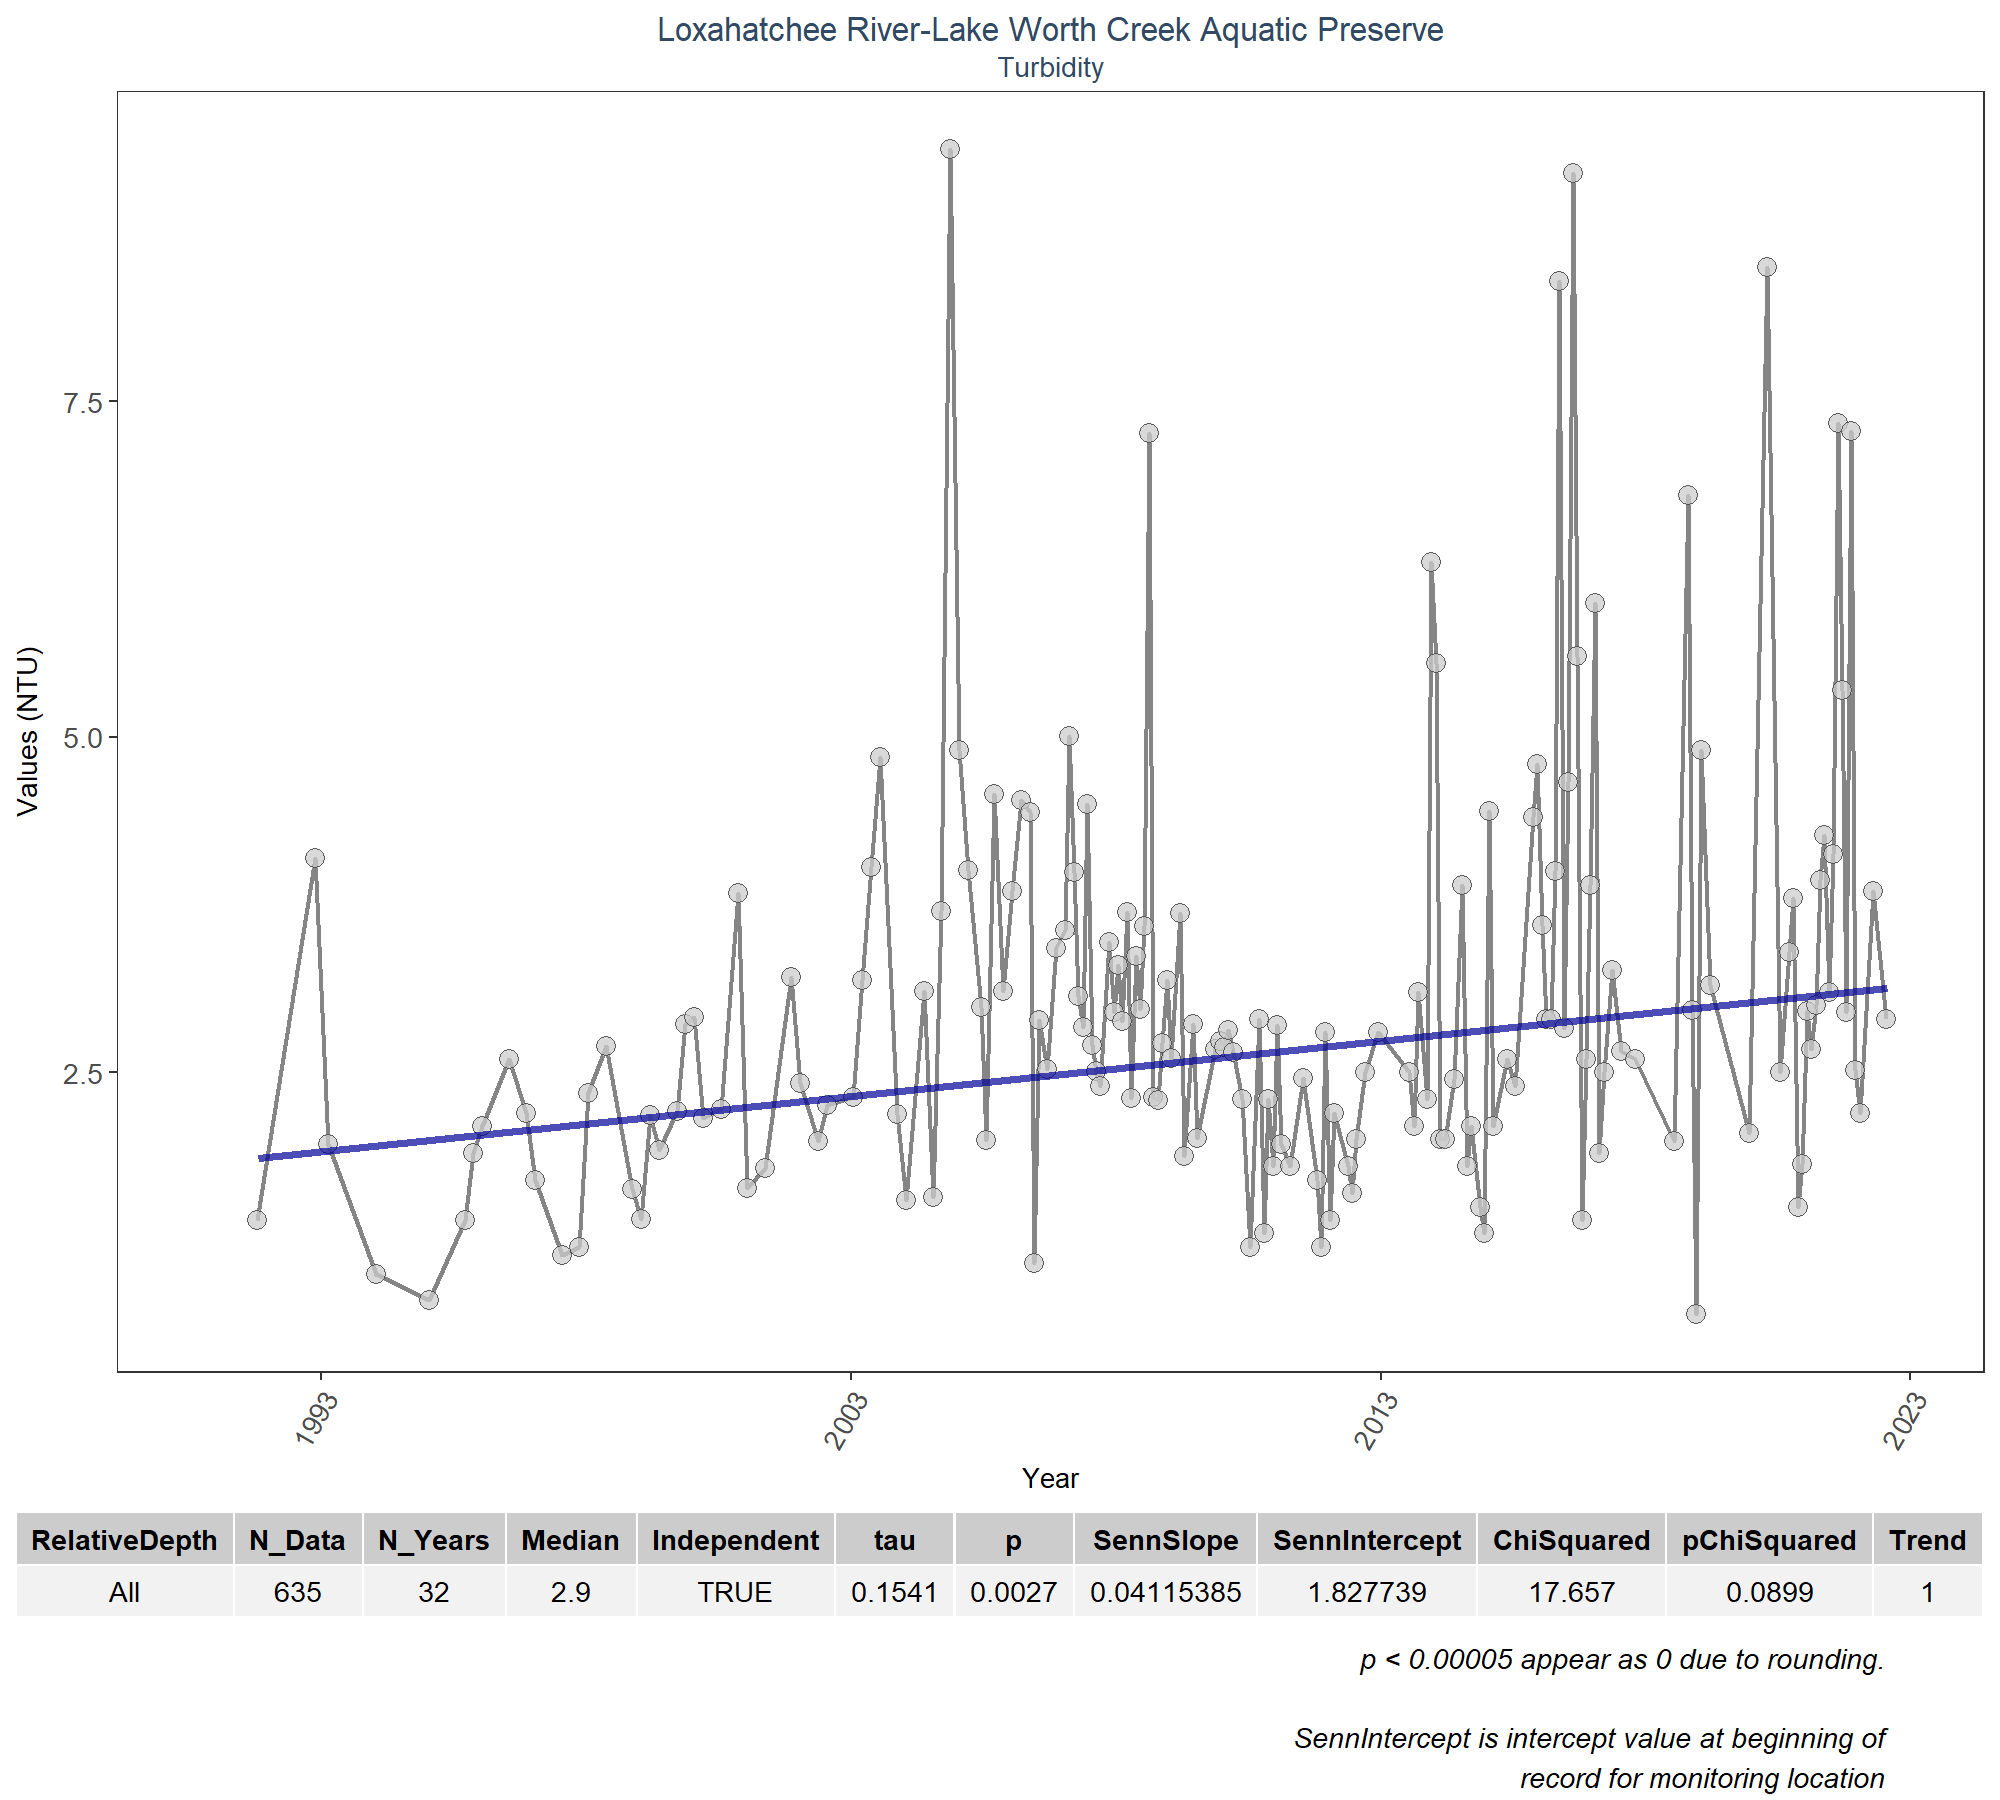 Loxahatchee River-Lake Worth Creek Aquatic Preserve
Turbidity
Values (NTU)
7.5
5.0
2.5
1993 2003 2013 2023
Year
RelativeDepth N_Data N_Years Median Independent tau p SennSlope SennIntercept ChiSquared pChiSquared Trend
All 635 32 2.9 TRUE 0.1541 0.0027 0.04115385 1.827739 17.657 0.0899 1
p < 0.00005 appear as 0 due to rounding.
SennIntercept is intercept value at beginning of
record for monitoring location